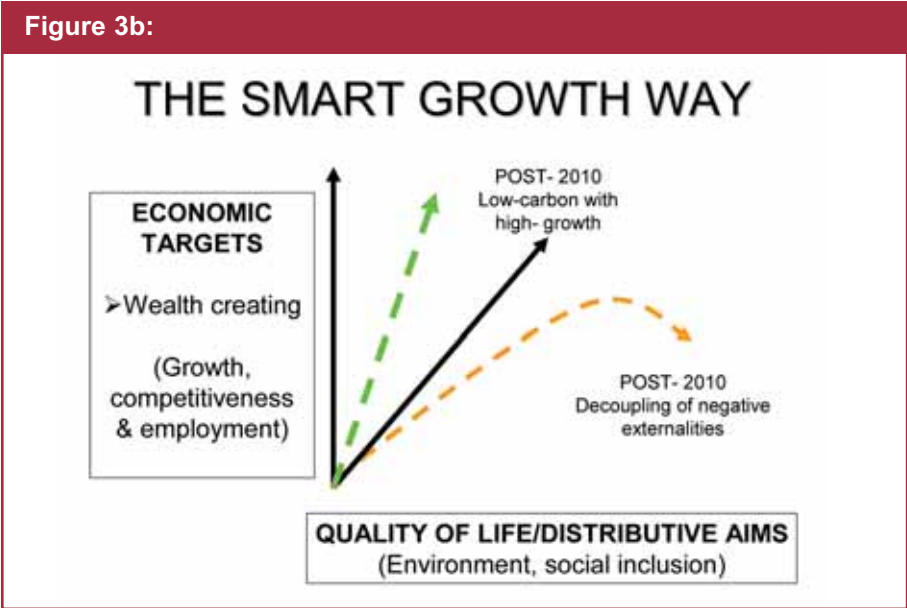 Figure 3b:
THE SMART GROWTH WAY
ECONOMIC
TARGETS
➢Wealth creating
(Growth,
competitiveness
& employment)
POST- 2010
Low-carbon with
high- growth
POST- 2010
Decoupling of negative
externalities
QUALITY OF LIFE/DISTRIBUTIVE AIMS
(Environment, social inclusion)